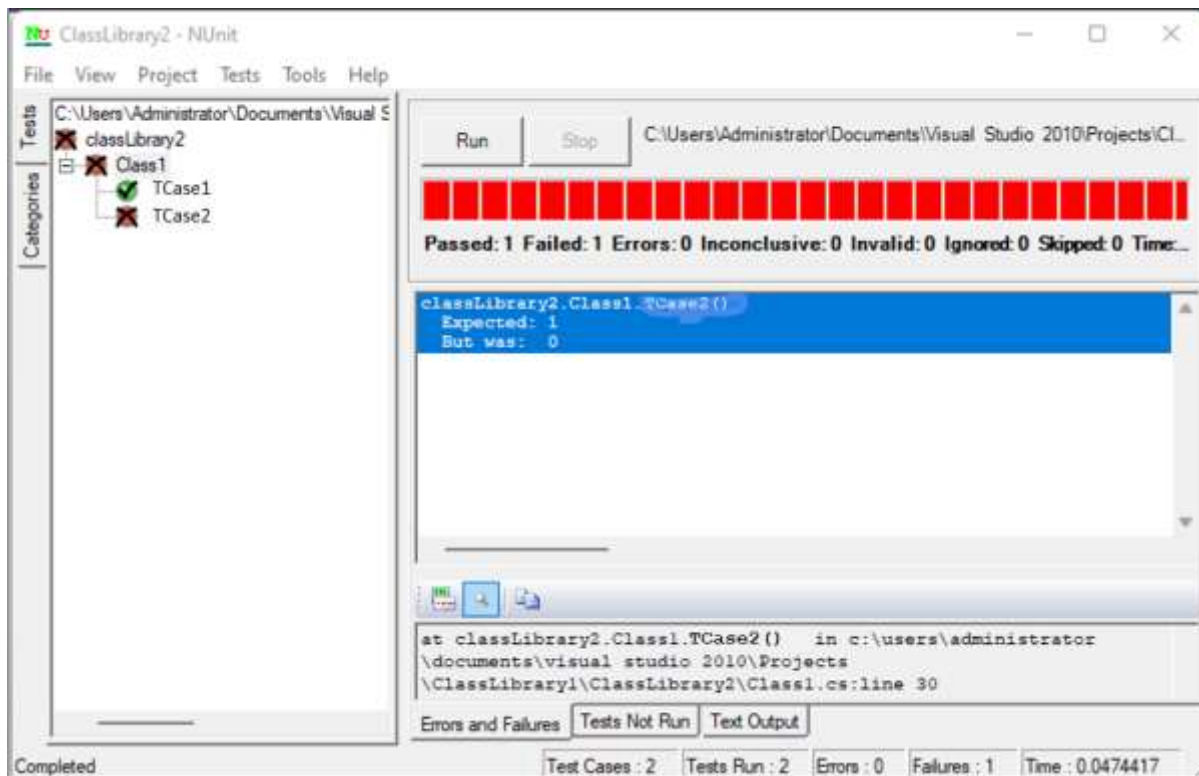 NU ClassLibrary2 - NUnit
File View Project Tests Tools Help
Tests
Categories
C:\Users\Administrator\Documents\Visual S
classLibrary2
Class1
TCase1
TCase2
Run Stop C:\Users\Administrator\Documents\Visual Studio 2010\Projects\Cl...
Passed: 1 Failed: 1 Errors: 0 Inconclusive: 0 Invalid: 0 Ignored: 0 Skipped: 0 Time:...
classLibrary2.Class1.TCase2()
Expected: 1
But was: 0
at classLibrary2.Class1.TCase2() in c:\users\administrator
\documents\visual studio 2010\Projects
\ClassLibrary1\ClassLibrary2\Class1.cs:line 30
Errors and Failures Tests Not Run Text Output
Completed Test Cases : 2 Tests Run : 2 Errors : 0 Failures : 1 Time : 0.0474417